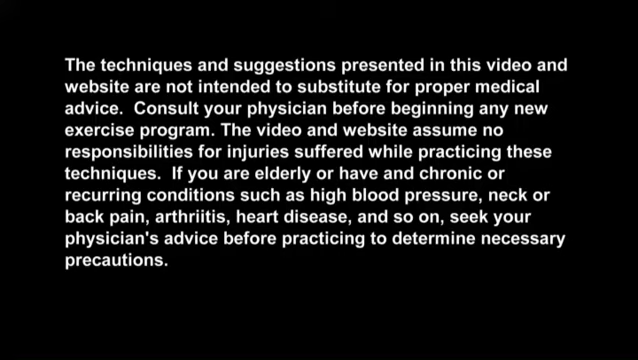 The techniques and suggestions presented in this video and
website are not intended to substitute for proper medical
advice.  Consult your physician before beginning any new
exercise program. The video and website assume no
responsibilities for injuries suffered while practicing these
techniques.  If you are elderly or have and chronic or
recurring conditions such as high blood pressure, neck or
back pain, arthriitis, heart disease, and so on, seek your
physician's advice before practicing to determine necessary
precautions.